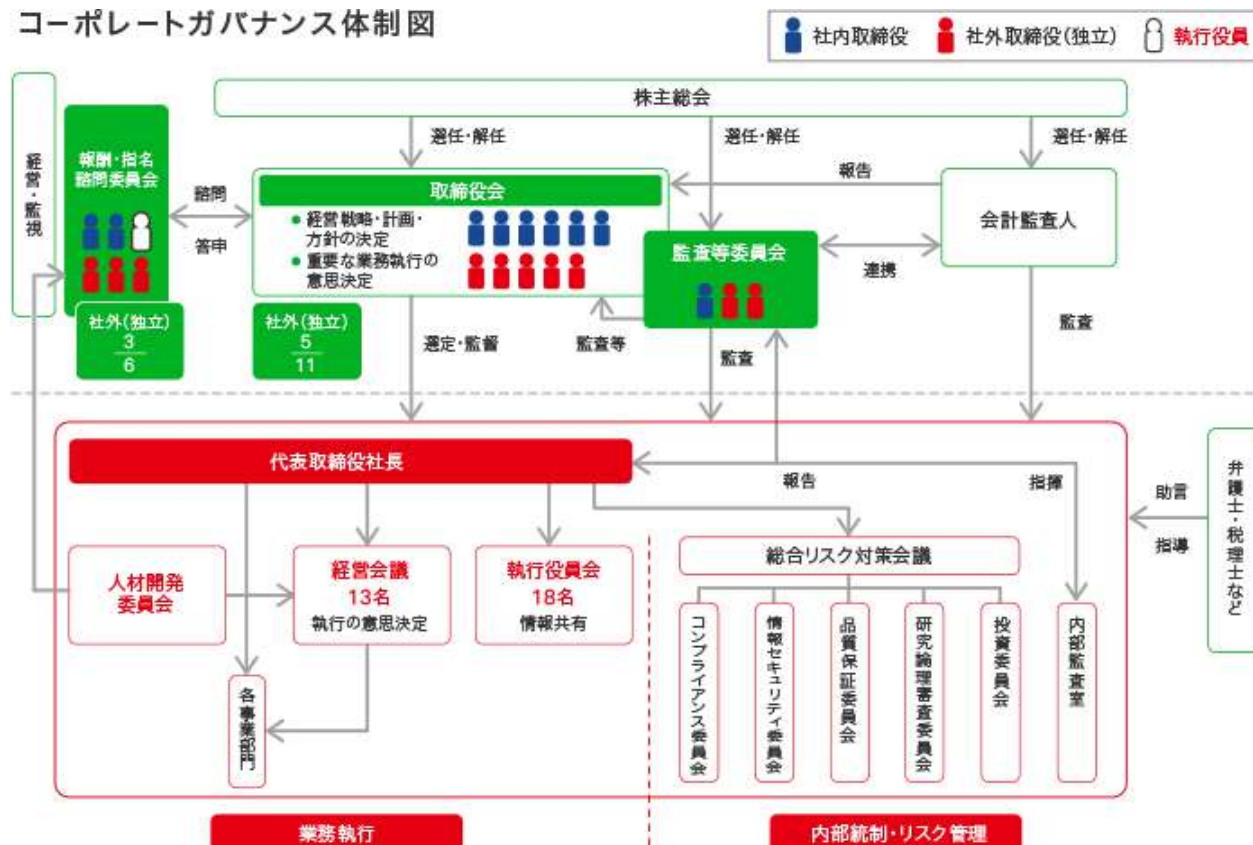 コーポレートガバナンス体制図
社内取締役
社外取締役(独立)
執行役員
経営・監視
報酬・指名
諮問委員会
社外(独立)
3
6
諮問
答申
株主総会
選任・解任
選任・解任
選任・解任
取締役会
● 経営戦略・計画・
方針の決定
● 重要な業務執行の
意思決定
社外(独立)
5
11
報告
監査等委員会
連携
会計監査人
選定・監督
監査等
監査
監査
代表取締役社長
報告
指揮
助言
指導
弁護士・税理士など
人材開発
委員会
経営会議
13名
執行の意思決定
執行役員会
18名
情報共有
各事業部門
総合リスク対策会議
コンプライアンス委員会
情報セキュリティ委員会
品質保証委員会
研究論理審査委員会
投資委員会
内部監査室
業務執行
内部統制・リスク管理